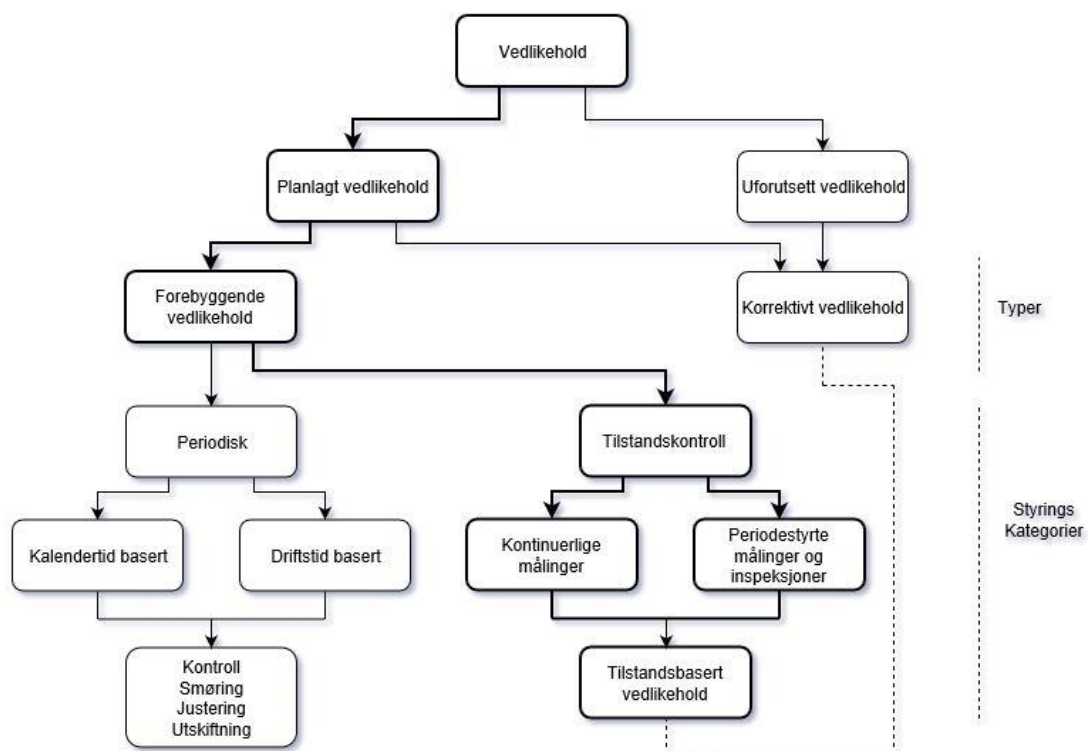 Vedlikehold
Planlagt vedlikehold
Uforutsett vedlikehold
Forebyggende
vedlikehold
Korrektivt vedlikehold
Typer
Periodisk
Tilstandskontroll
Kalendertid basert
Driftstid basert
Kontinuerlige
målinger
Periodestyrte
målinger og
inspeksjoner
Styrings
Kategorier
Kontroll
Smøring
Justering
Utskiftning
Tilstandsbasert
vedlikehold